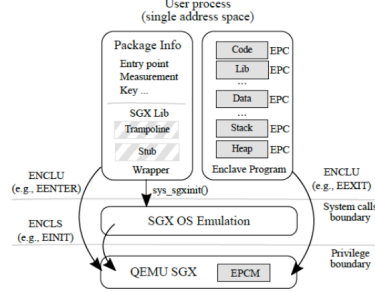 User process
(single address space)
Package Info
Entry point
Measurement
Key ...
SGX Lib
Trampoline
Stub
Wrapper
Code EPC
Lib EPC
...
Data EPC
...
Stack EPC
Heap EPC
Enclave Program
ENCLU
(e.g., EENTER)
sys_sgxinit()
ENCLU
(e.g., EEXIT)
System calls
boundary
ENCLS
(e.g., EINIT)
SGX OS Emulation
Privilege
boundary
QEMU SGX
EPCM